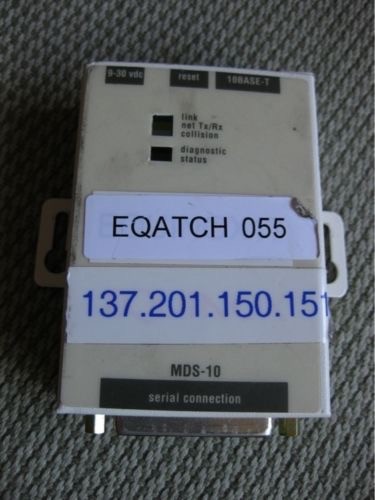 9-30 vdc reset 10BASE-T
link
net Tx/Rx
collision
diagnostic
status
EQATCH 055
137.201.150.151
MDS-10
serial connection